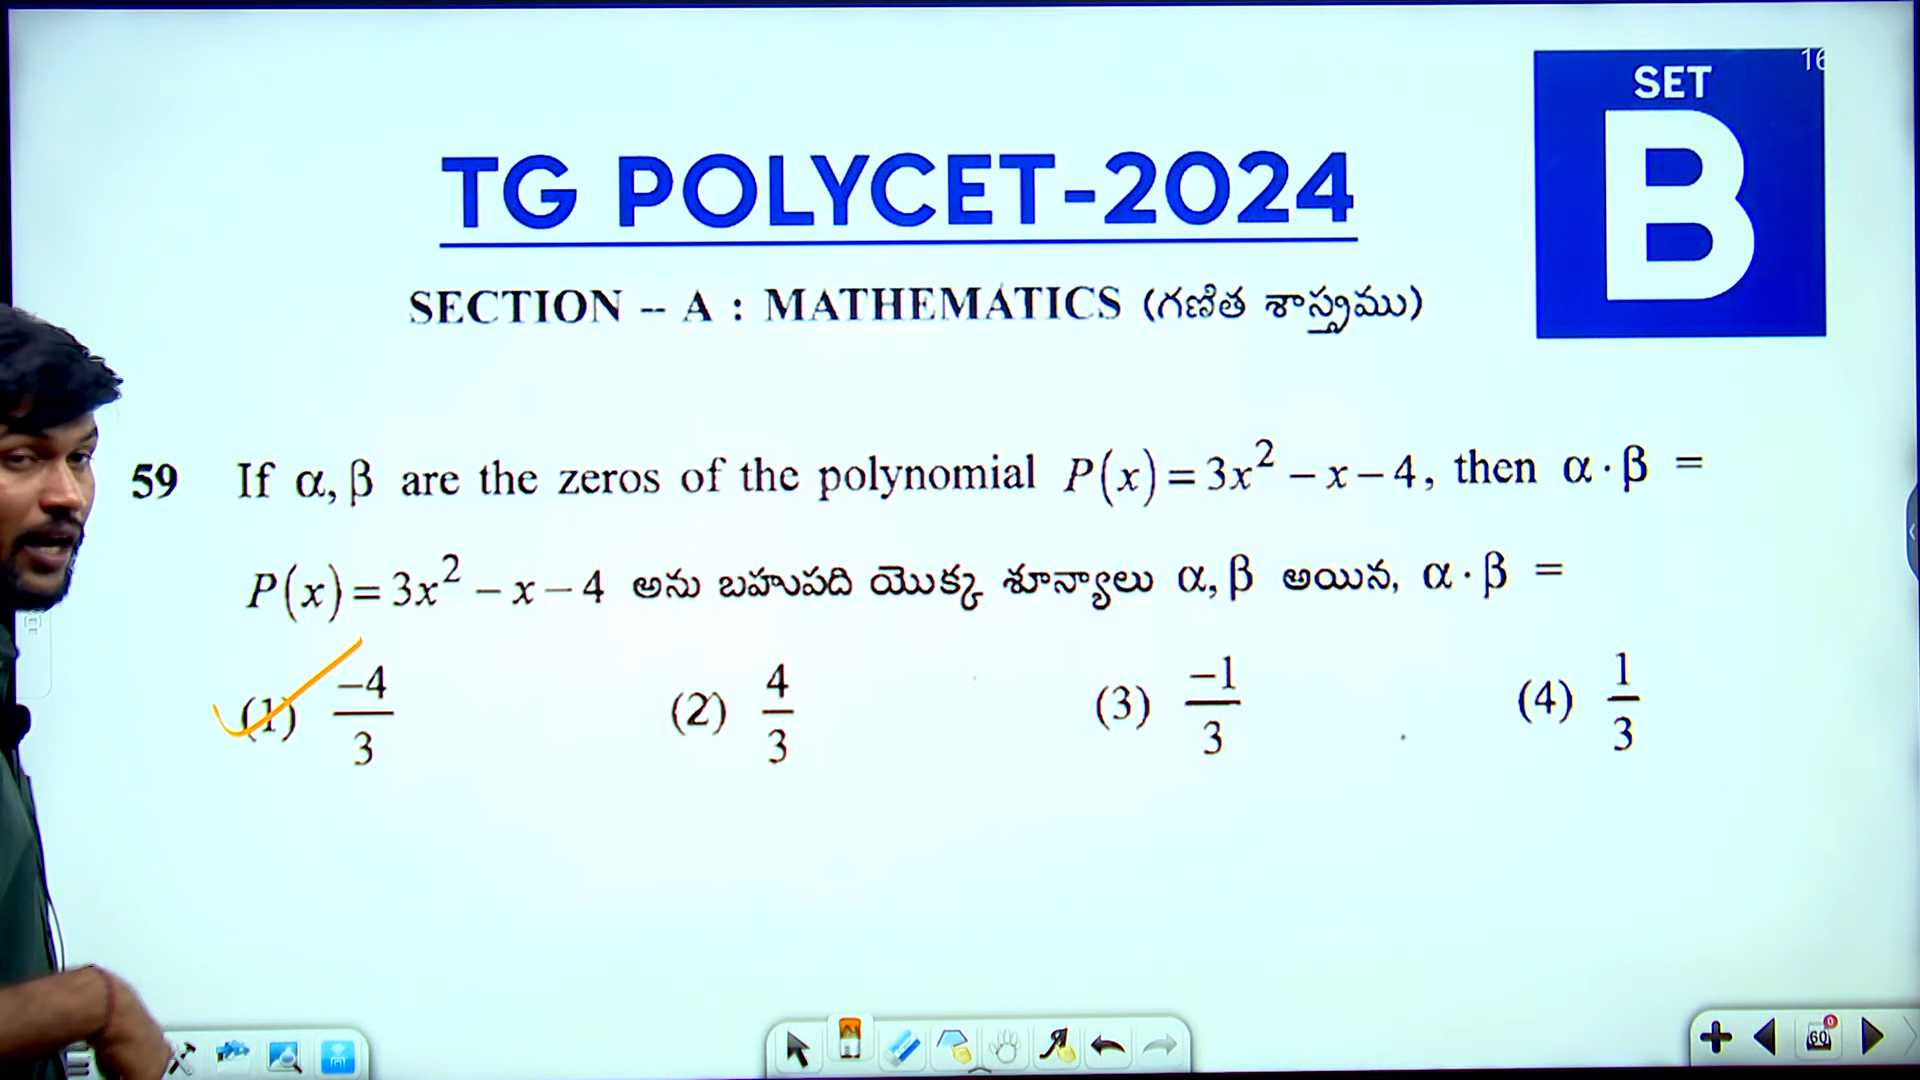 16
SET
B
TG POLYCET-2024
SECTION – A : MATHEMATICS (గణిత శాస్త్రము)
59 If α, β are the zeros of the polynomial P(x) = 3x² – x – 4, then α · β =
P(x) = 3x² – x – 4 అను బహుపది యొక్క శూన్యాలు α, β అయిన, α · β =
(1) –4/3 (2) 4/3 (3) –1/3 (4) 1/3
60
0